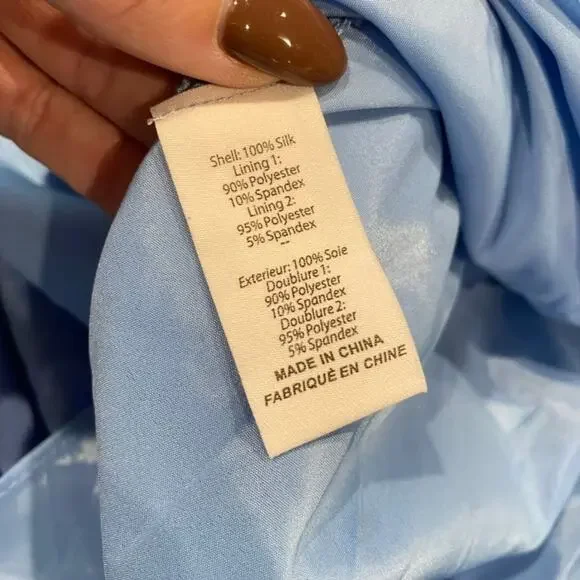 Shell: 100% Silk
Lining 1:
90% Polyester
10% Spandex
Lining 2:
95% Polyester
5% Spandex
--
Exterieur: 100% Soie
Doublure 1:
90% Polyester
10% Spandex
Doublure 2:
95% Polyester
5% Spandex
MADE IN CHINA
FABRIQUÈ EN CHINE